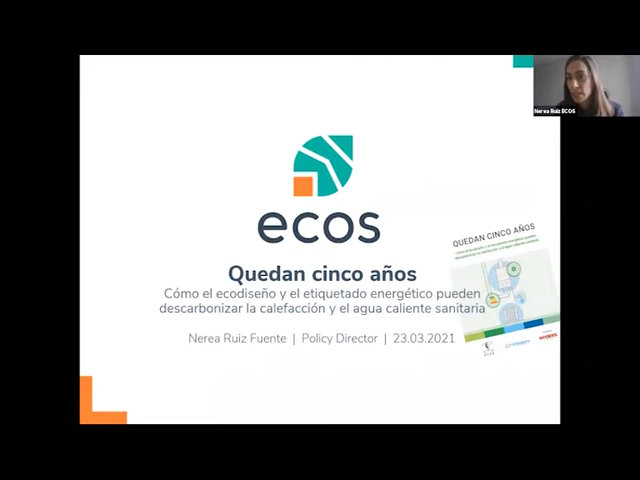 Nerea Ruiz ECOS
ecos
Quedan cinco años
Cómo el ecodiseño y el etiquetado energético pueden
descarbonizar la calefacción y el agua caliente sanitaria
Nerea Ruiz Fuente | Policy Director | 23.03.2021
QUEDAN CINCO AÑOS